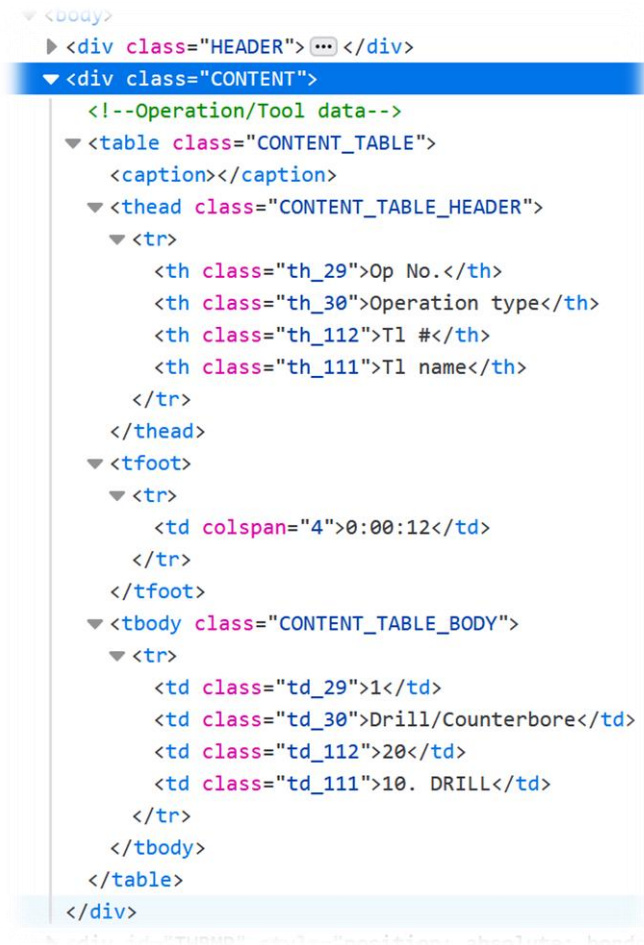 <body>
<div class="HEADER"> ... </div>
<div class="CONTENT">
<!--Operation/Tool data-->
<table class="CONTENT_TABLE">
<caption></caption>
<thead class="CONTENT_TABLE_HEADER">
<tr>
<th class="th_29">Op No.</th>
<th class="th_30">Operation type</th>
<th class="th_112">Tl #</th>
<th class="th_111">Tl name</th>
</tr>
</thead>
<tfoot>
<tr>
<td colspan="4">0:00:12</td>
</tr>
</tfoot>
<tbody class="CONTENT_TABLE_BODY">
<tr>
<td class="td_29">1</td>
<td class="td_30">Drill/Counterbore</td>
<td class="td_112">20</td>
<td class="td_111">10. DRILL</td>
</tr>
</tbody>
</table>
</div>